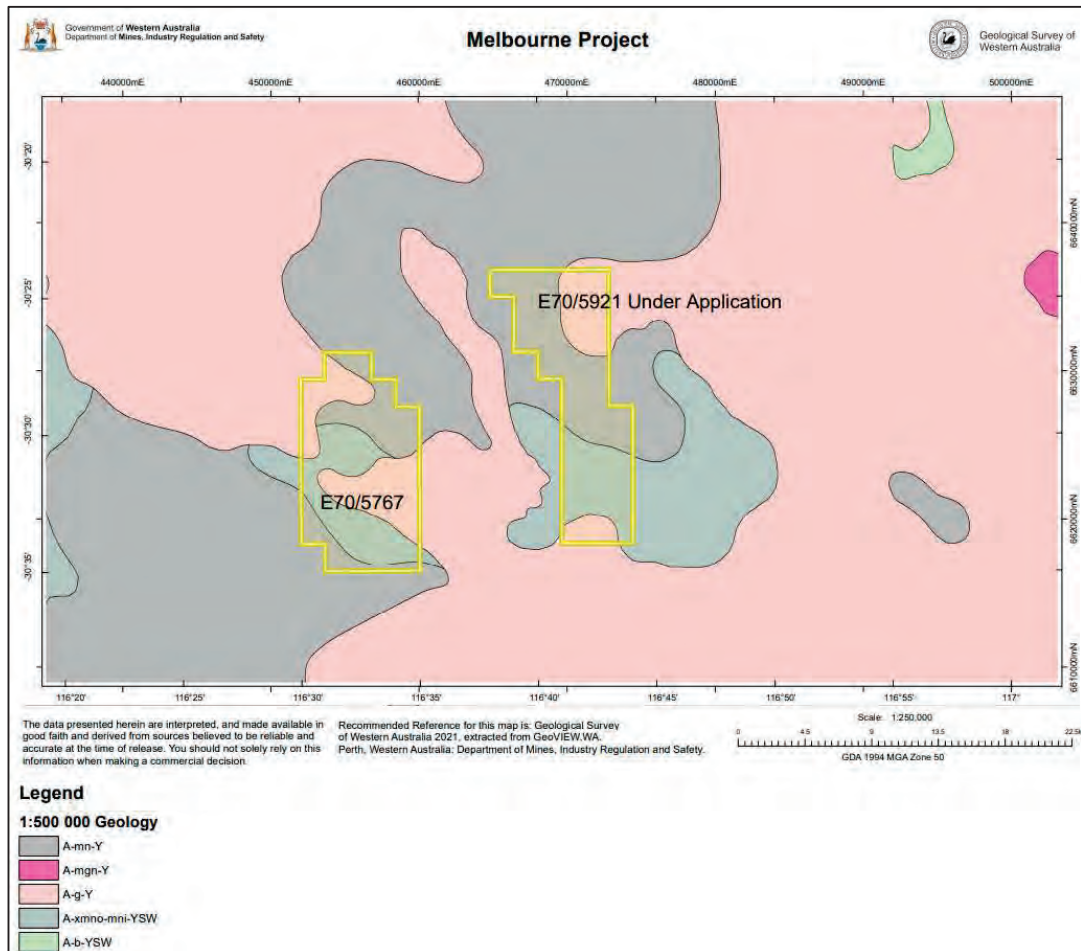 Government of Western Australia
Department of Mines, Industry Regulation and Safety
Melbourne Project
Geological Survey of
Western Australia
440000mE 450000mE 460000mE 470000mE 480000mE 490000mE 500000mE
-30°20'
-30°25'
-30°30'
-30°35'
6640000mN
6630000mN
6620000mN
6610000mN
E70/5921 Under Application
E70/5767
116°20' 116°25' 116°30' 116°35' 116°40' 116°45' 116°50' 116°55' 117°
The data presented herein are interpreted, and made available in
good faith and derived from sources believed to be reliable and
accurate at the time of release. You should not solely rely on this
information when making a commercial decision.
Recommended Reference for this map is: Geological Survey
of Western Australia 2021, extracted from GeoVIEW.WA.
Perth, Western Australia: Department of Mines, Industry Regulation and Safety.
Scale: 1:250,000
0 4.5 9 13.5 18 22.5
GDA 1994 MGA Zone 50
Legend
1:500 000 Geology
A-mn-Y
A-mgn-Y
A-g-Y
A-xmno-mni-YSW
A-b-YSW